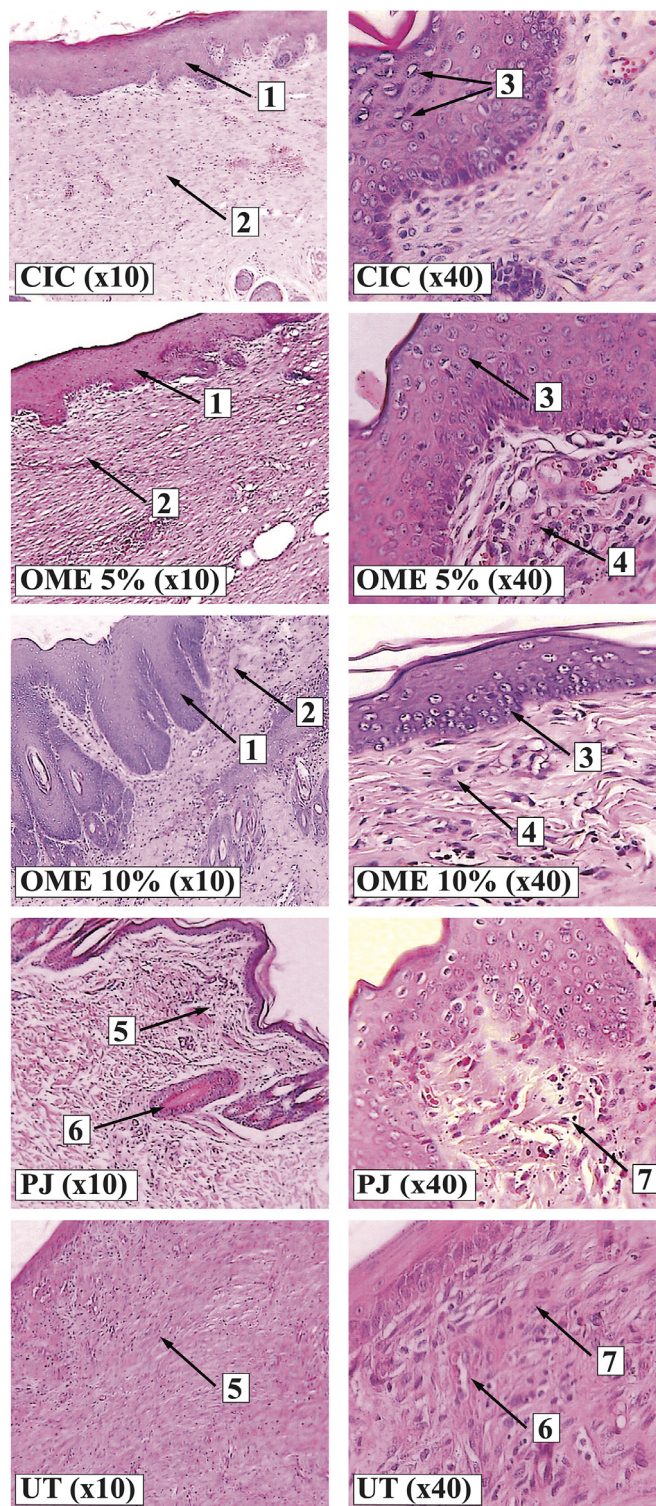 1
2
CIC (x10)
3
CIC (x40)
1
2
OME 5% (x10)
3
4
OME 5% (x40)
2
1
OME 10% (x10)
3
4
OME 10% (x40)
5
6
PJ (x10)
7
PJ (x40)
5
UT (x10)
7
6
UT (x40)